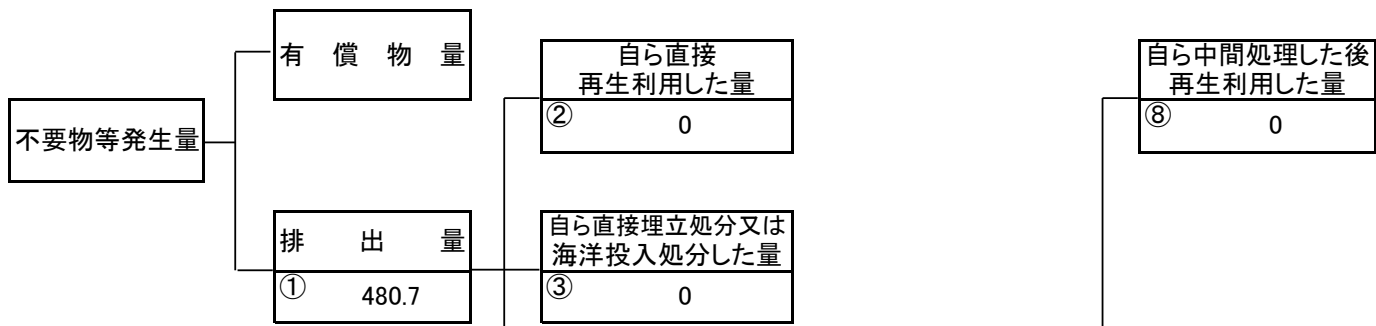 有償物量
自ら直接
再生利用した量
② 0
自ら中間処理した後
再生利用した量
⑧ 0
不要物等発生量
排出量
① 480.7
自ら直接埋立処分又は
海洋投入処分した量
③ 0